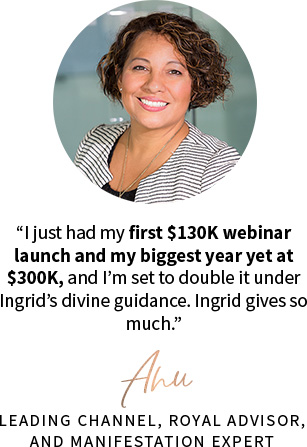 “I just had my first $130K webinar
launch and my biggest year yet at
$300K, and I’m set to double it under
Ingrid’s divine guidance. Ingrid gives so
much.”
Anu
LEADING CHANNEL, ROYAL ADVISOR,
AND MANIFESTATION EXPERT